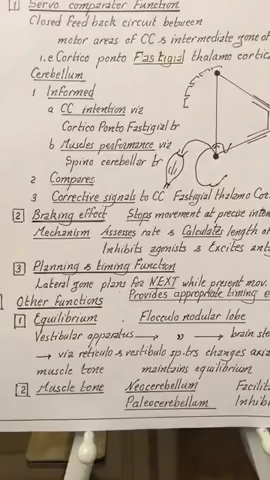 1 Servo comparator Function
Closed feed back circuit between
motor areas of CC & intermediate zone of
i.e Cortico ponto Fastigial thalamo cortica
Cerebellum
1 Informed
a CC intention via
Cortico Ponto Fastigial tr
b Muscles performance via
Spino cerebellar tr
2 Compares
3 Corrective signals to CC Fastigial thalamo Co
2 Braking effect Stops movement at precise inten
Mechanism Assesses rate & Calculates length of
Inhibits agonists & Excites ant
3 Planning & timing Function
Lateral zone plans for NEXT while present mov.
Provides appropriate timing
Other functions
1 Equilibrium Flocculo nodular lobe
Vestibular apparatus → " → brain ste
→ via reticulo & vestibulo sp.trs changes axia
muscle tone maintains equilibrium
2 Muscle tone Neocerebellum Facilit
Paleocerebellum Inhib